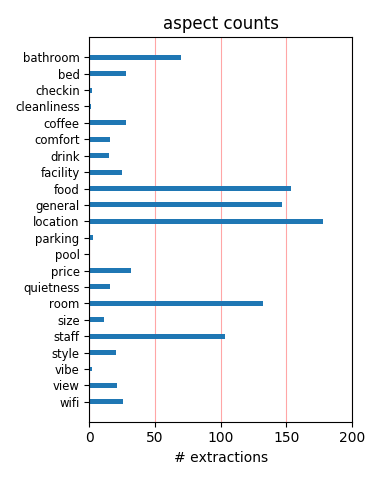 aspect counts
bathroom
bed
checkin
cleanliness
coffee
comfort
drink
facility
food
general
location
parking
pool
price
quietness
room
size
staff
style
vibe
view
wifi
0 50 100 150 200
# extractions